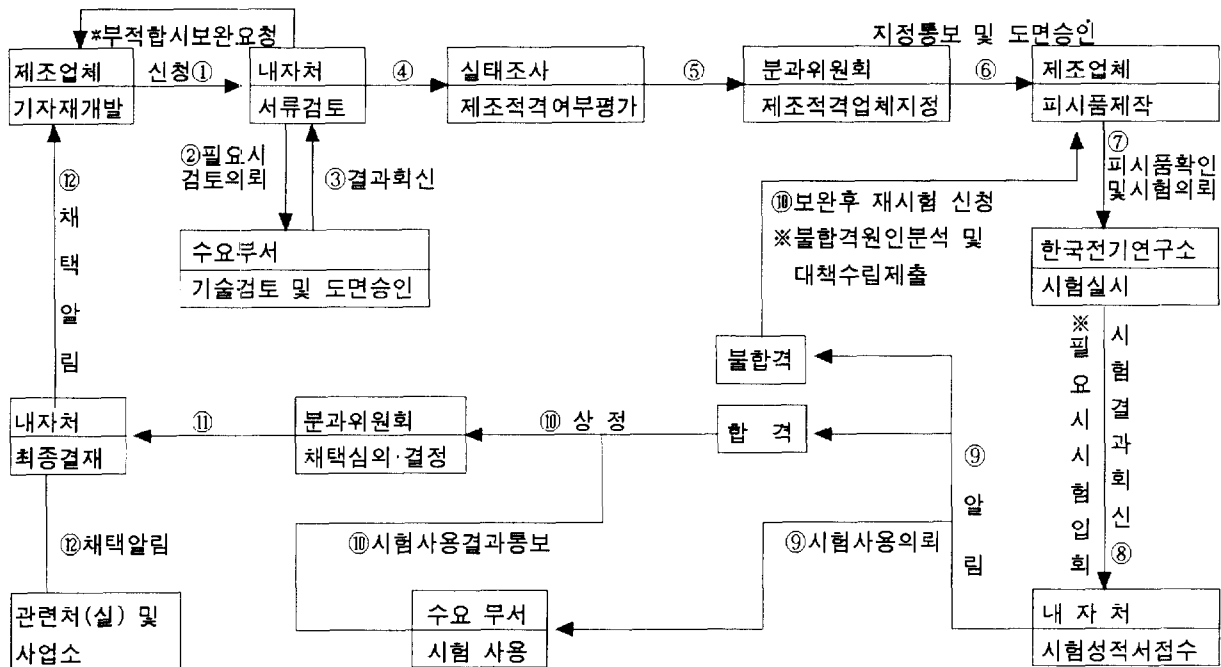 *부적합시보완요청
지정통보 및 도면승인
제조업체
기자재개발
신청①
내자처
서류검토
④
실태조사
제조적격여부평가
⑤
분과위원회
제조적격업체지정
⑥
제조업체
피시품제작
②필요시
검토의뢰
③결과회신
⑦
피시품확인
및시험의뢰
⑫
채
택
알
림
수요부서
기술검토 및 도면승인
⑩보완후 재시험 신청
※불합격원인분석 및
대책수립제출
한국전기연구소
시험실시
※필요시시험입회
시험결과회신⑧
불합격
합 격
⑩ 상 정
분과위원회
채택심의·결정
⑪
내자처
최종결재
⑨
알
림
⑫채택알림
⑩시험사용결과통보
⑨시험사용의뢰
관련처(실) 및
사업소
수요 부서
시험 사용
내 자 처
시험성적서접수